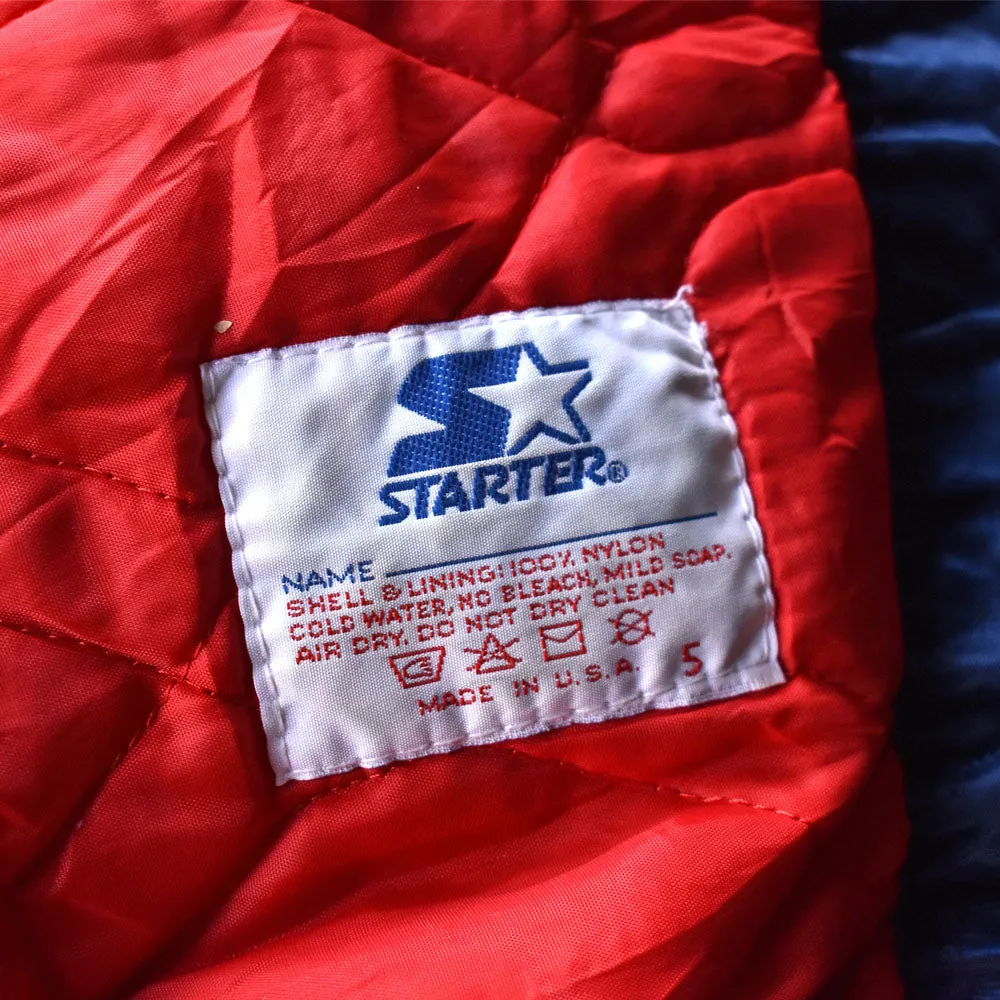 STARTER®
NAME
SHELL & LINING: 100% NYLON
COLD WATER, NO BLEACH, MILD SOAP.
AIR DRY. DO NOT DRY CLEAN
MADE IN U.S.A. 5